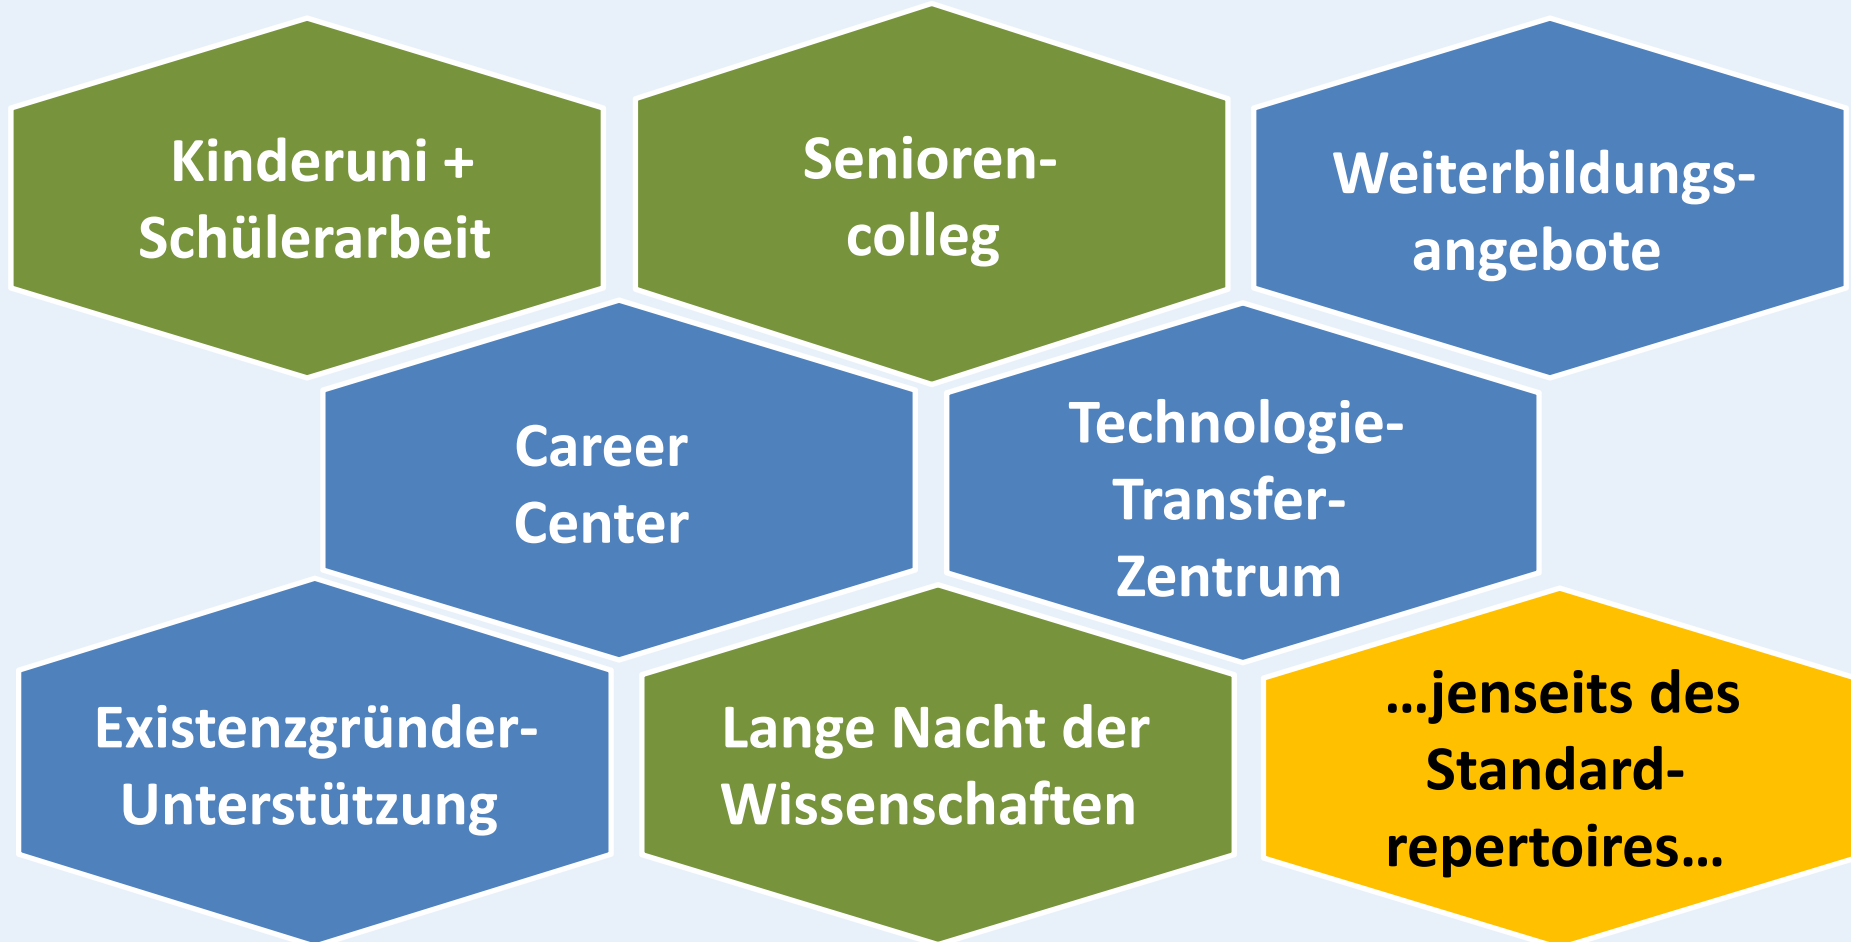 Kinderuni +
Schülerarbeit
Senioren-
colleg
Weiterbildungs-
angebote
Career
Center
Technologie-
Transfer-
Zentrum
Existenzgründer-
Unterstützung
Lange Nacht der
Wissenschaften
...jenseits des
Standard-
repertoires...